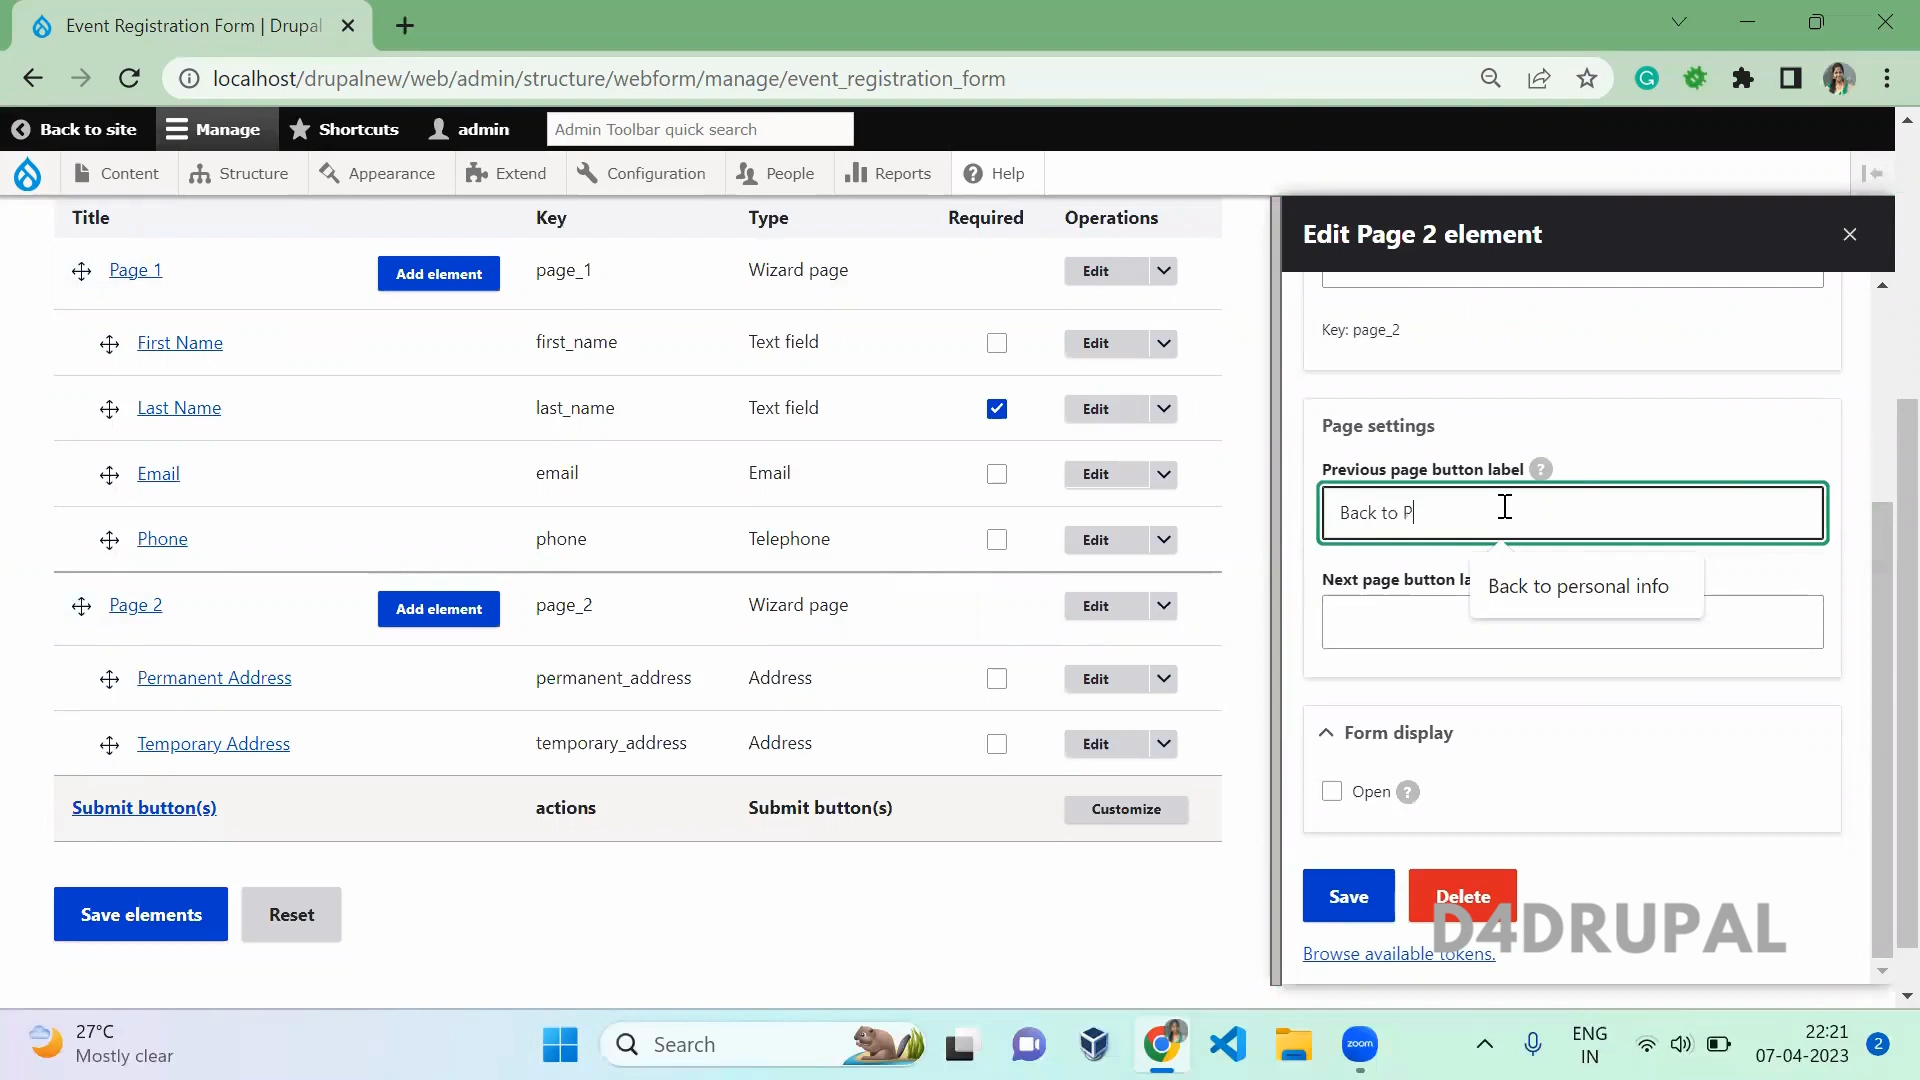 Event Registration Form | Drupal
localhost/drupalnew/web/admin/structure/webform/manage/event_registration_form
Back to site Manage Shortcuts admin Admin Toolbar quick search
Content Structure Appearance Extend Configuration People Reports Help
Title Key Type Required Operations
Page 1 Add element page_1 Wizard page Edit
First Name first_name Text field Edit
Last Name last_name Text field Edit
Email email Email Edit
Phone phone Telephone Edit
Page 2 Add element page_2 Wizard page Edit
Permanent Address permanent_address Address Edit
Temporary Address temporary_address Address Edit
Submit button(s) actions Submit button(s) Customize
Save elements Reset
Edit Page 2 element
Key: page_2
Page settings
Previous page button label ?
Back to P
Next page button la
Back to personal info
Form display
Open ?
Save Delete
D4DRUPAL
Browse available tokens.
27°C
Mostly clear
Search
zoom
ENG
IN
22:21
07-04-2023
2